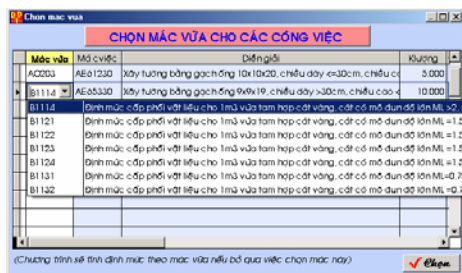 Chon mac vua
CHỌN MÁC VỮA CHO CÁC CÔNG VIỆC
Mác vữa Mã cviệc Diễn giải Klượng
AO203 AE61230 Xây tường bằng gạch ống 10x10x20, chiều dày <=30cm, chiều c 5.000
B1114 AE65330 Xây tường bằng gạch ống 9x9x19, chiều dày >30cm, chiều cao < 10.000
B1114 Định mức cấp phối vật liệu cho 1m3 vữa tam hợp cát vàng, cát có mô đun độ lớn ML >2,
B1121 Định mức cấp phối vật liệu cho 1m3 vữa tam hợp cát vàng, cát có mô đun độ lớn ML =1.5
B1122 Định mức cấp phối vật liệu cho 1m3 vữa tam hợp cát vàng, cát có mô đun độ lớn ML =1.5
B1123 Định mức cấp phối vật liệu cho 1m3 vữa tam hợp cát vàng, cát có mô đun độ lớn ML =1.5
B1124 Định mức cấp phối vật liệu cho 1m3 vữa tam hợp cát vàng, cát có mô đun độ lớn ML =1.5
B1131 Định mức cấp phối vật liệu cho 1m3 vữa tam hợp cát vàng, cát có mô đun độ lớn ML=0.7
B1132 Định mức cấp phối vật liệu cho 1m3 vữa tam hợp cát vàng, cát có mô đun độ lớn ML =0.7
(Chương trình sẽ tính định mức theo mác vữa nếu bỏ qua việc chọn mác này)
Chọn